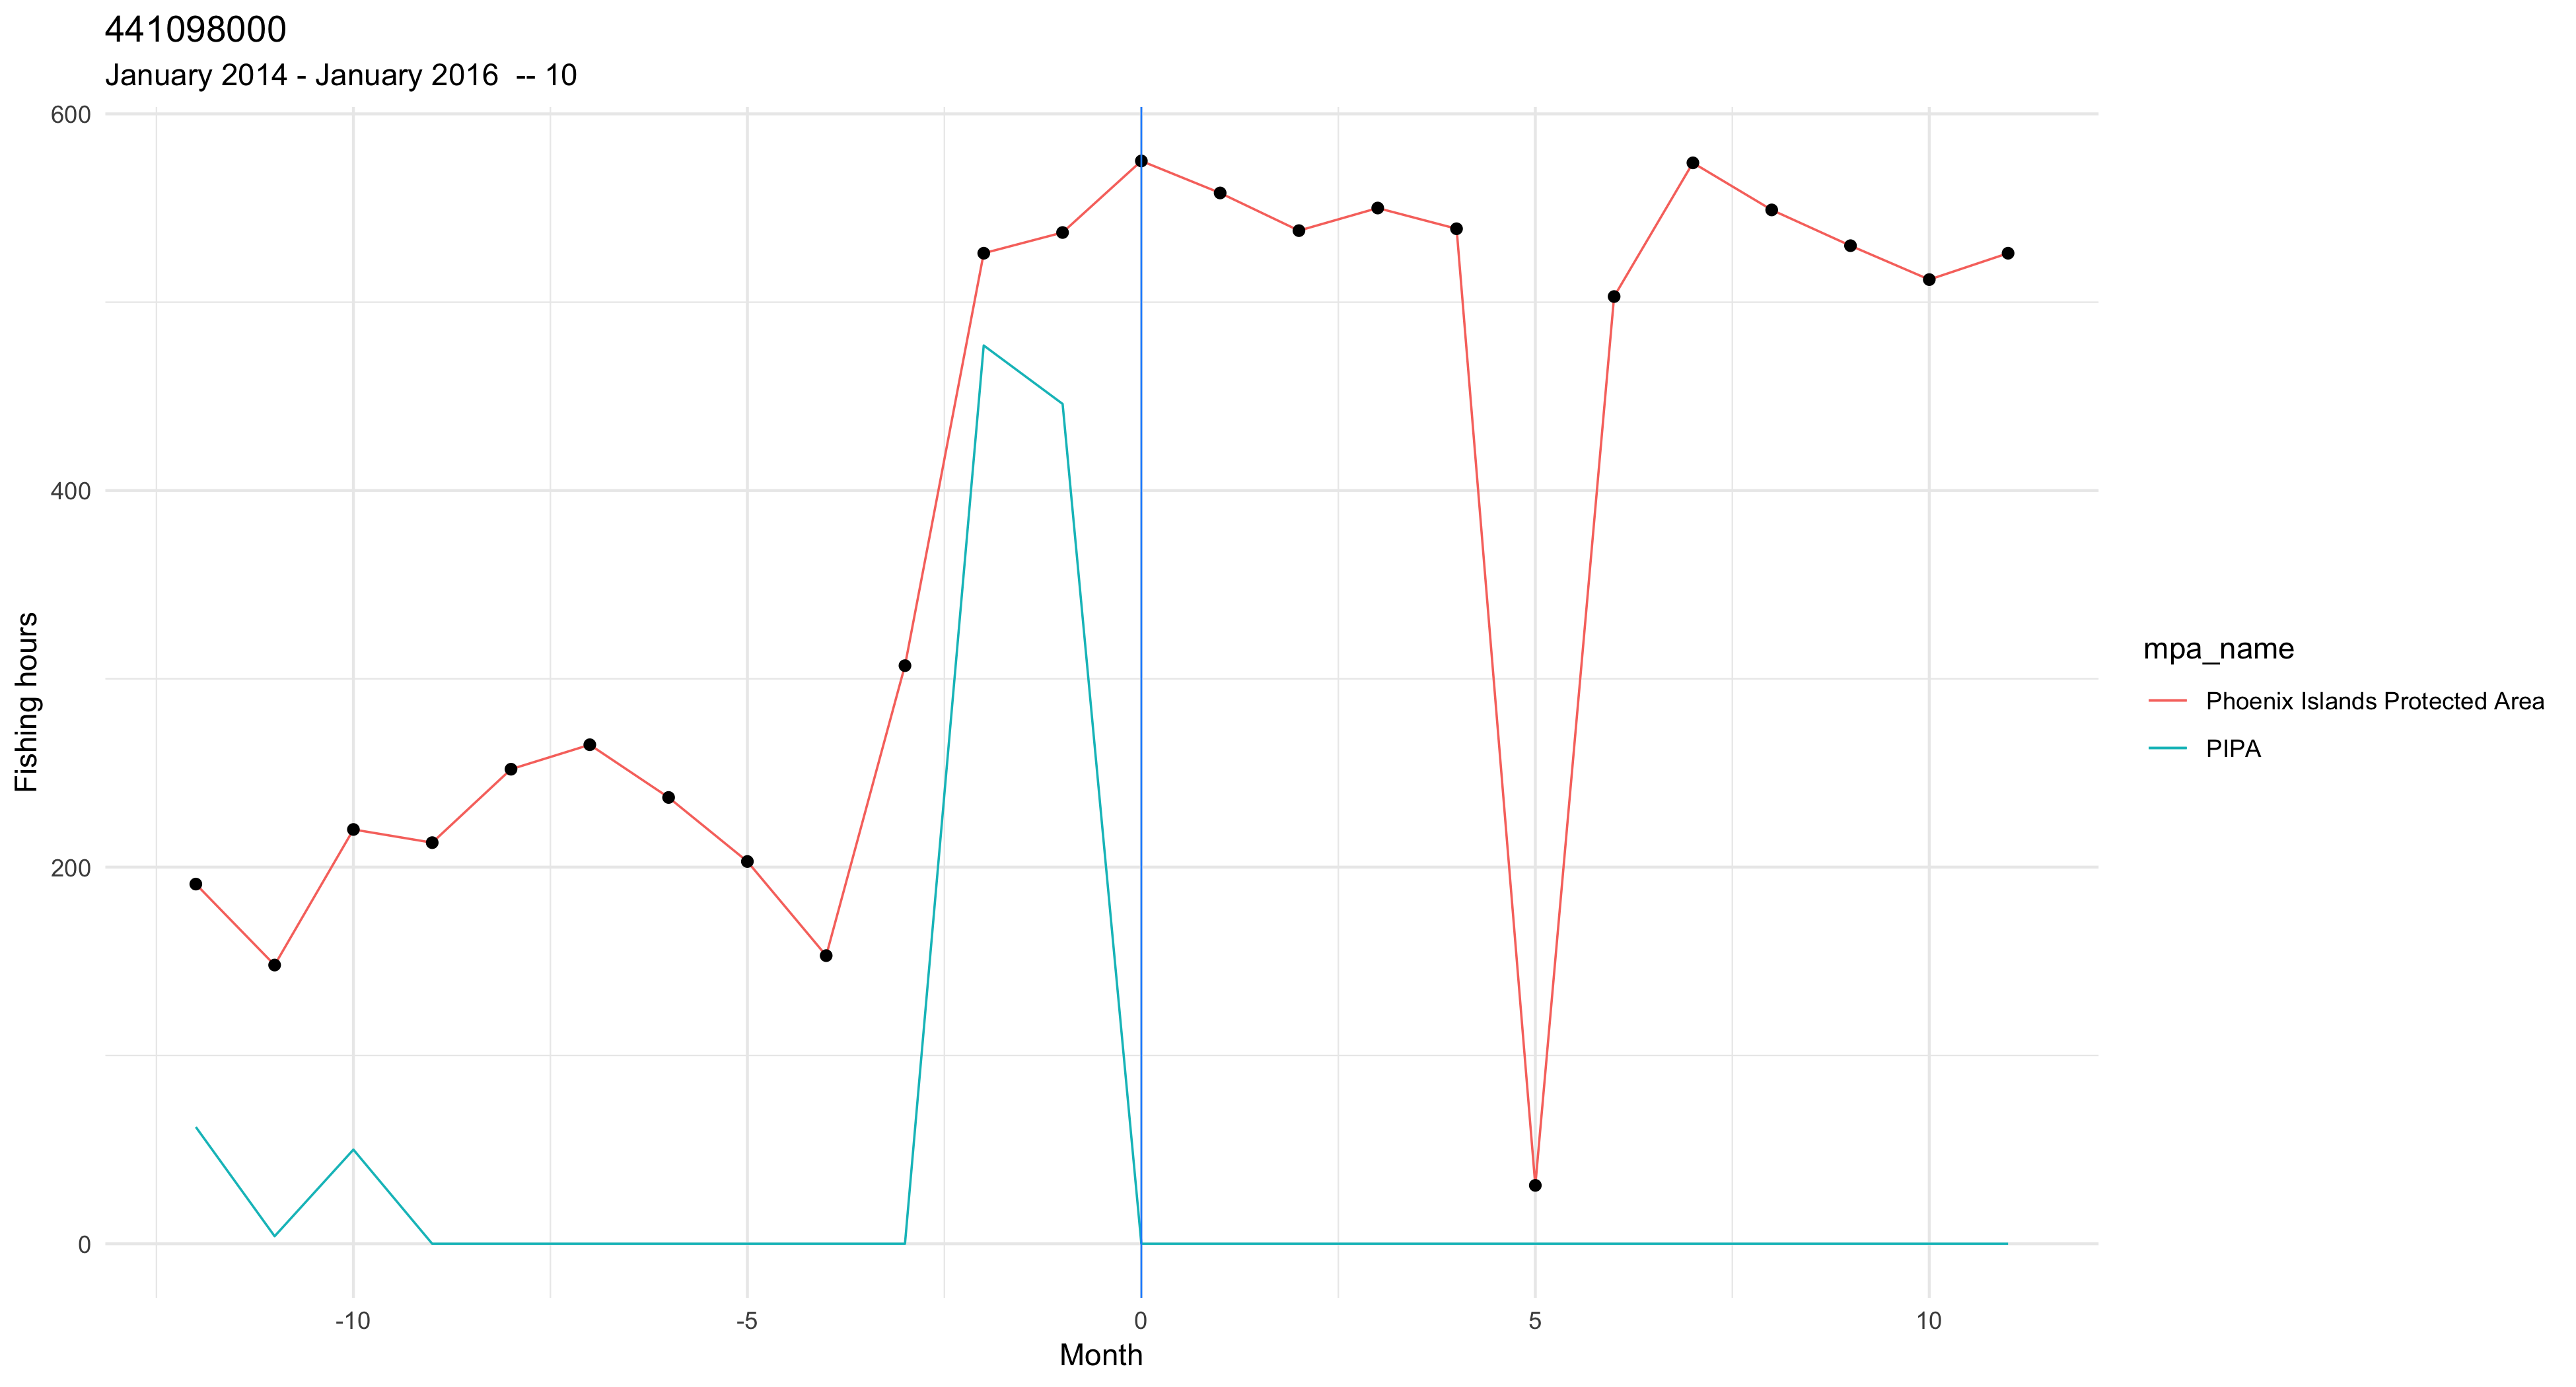 441098000
January 2014 - January 2016  -- 10
600
400
200
0
Fishing hours
-10
-5
0
5
10
Month
mpa_name
Phoenix Islands Protected Area
PIPA